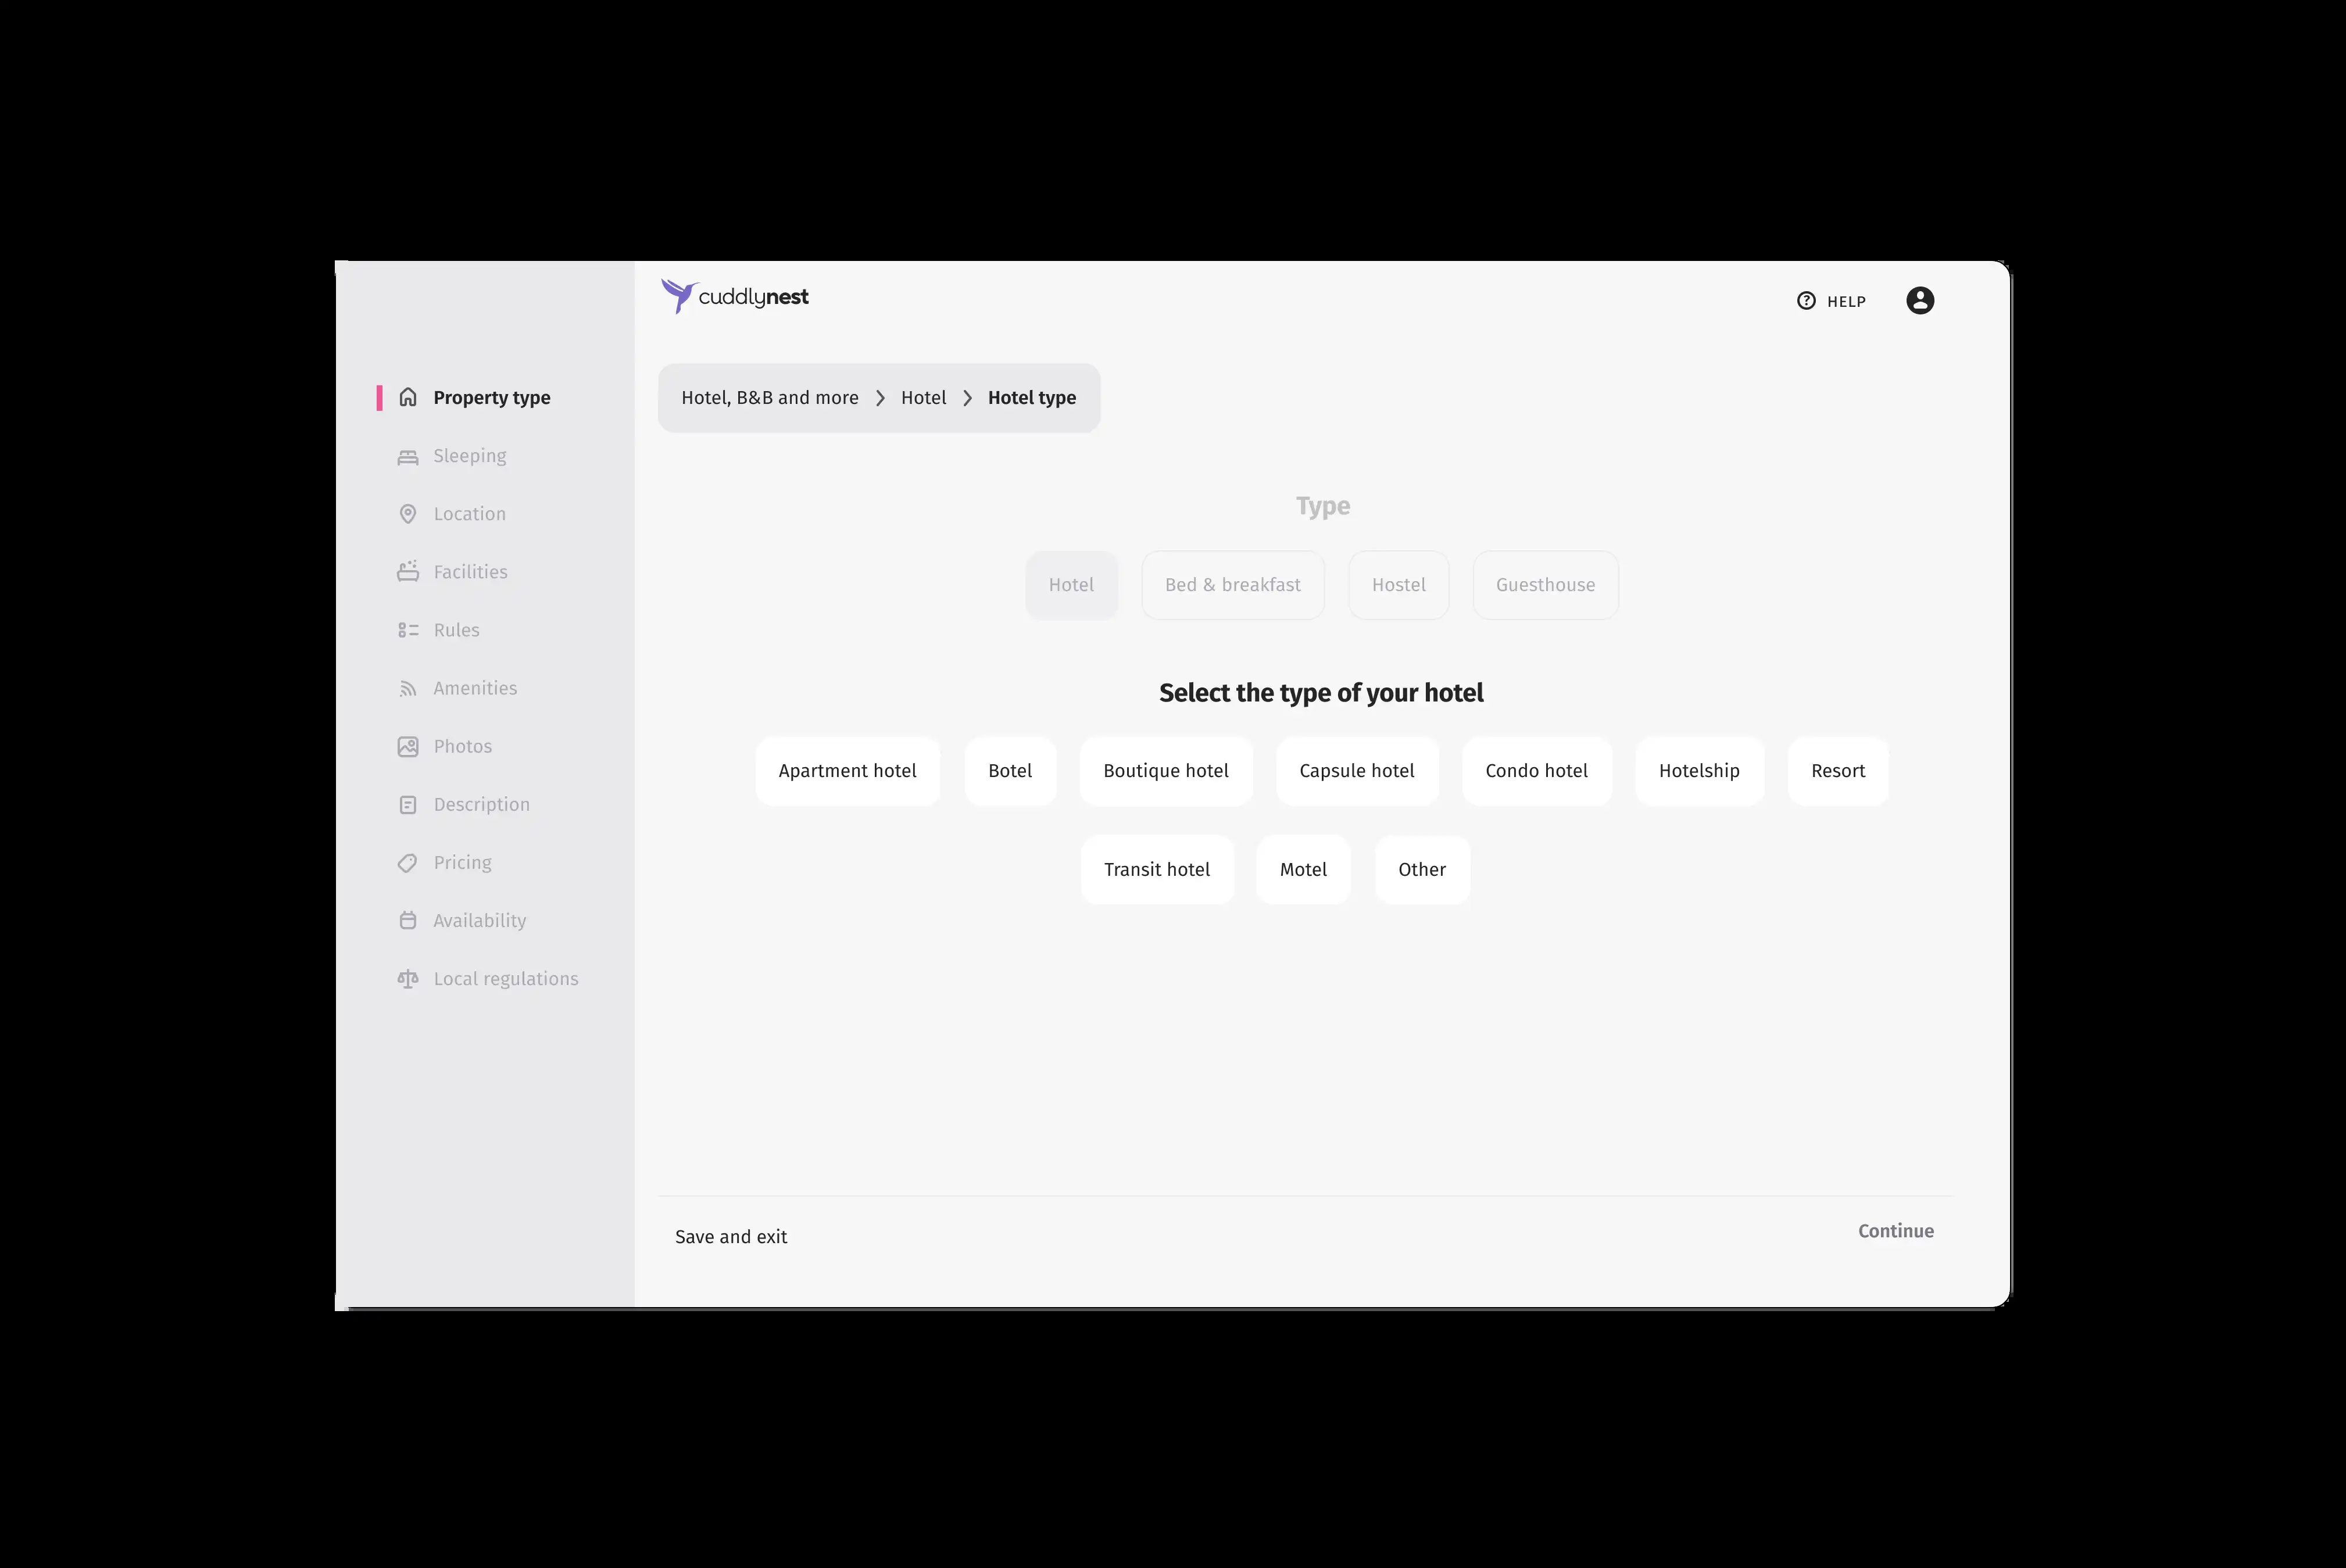 cuddlynest
HELP
Property type
Sleeping
Location
Facilities
Rules
Amenities
Photos
Description
Pricing
Availability
Local regulations
Hotel, B&B and more > Hotel > Hotel type
Type
Hotel Bed & breakfast Hostel Guesthouse
Select the type of your hotel
Apartment hotel Botel Boutique hotel Capsule hotel Condo hotel Hotelship Resort
Transit hotel Motel Other
Save and exit
Continue